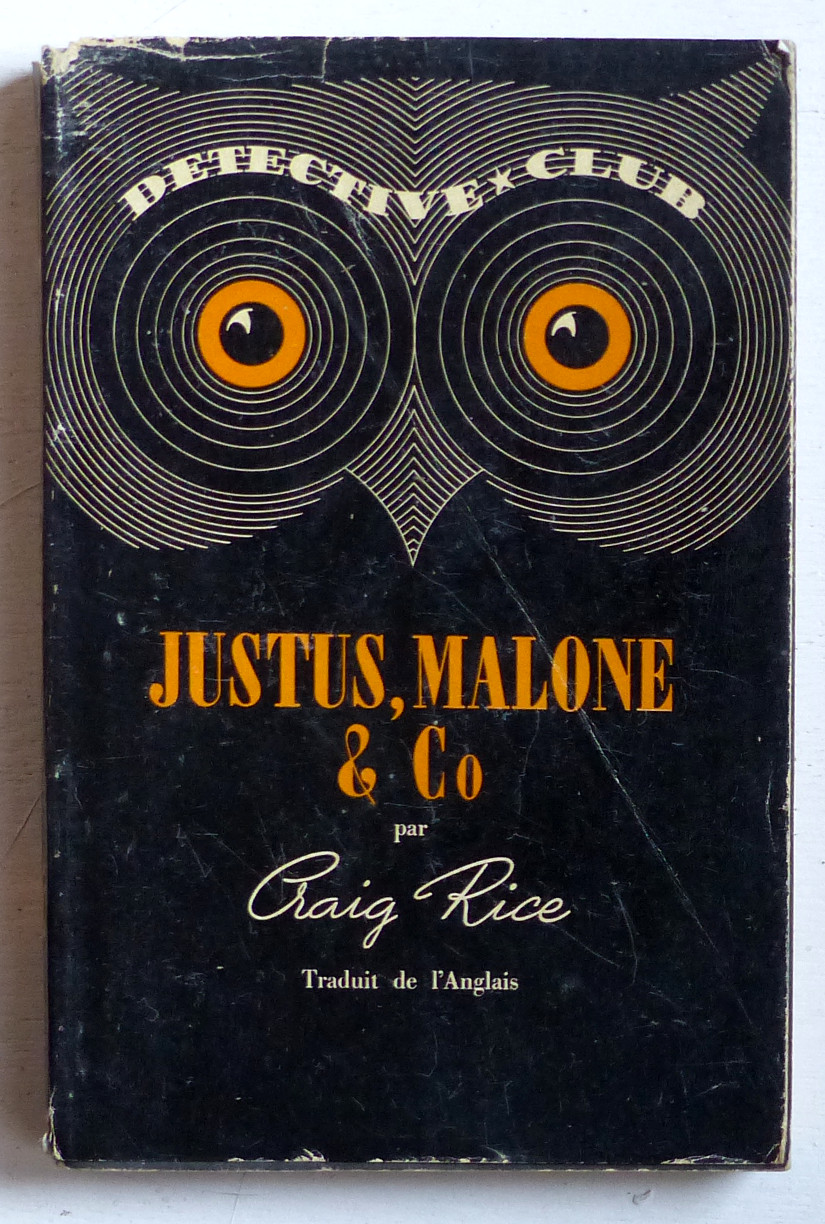 DETECTIVE★CLUB
JUSTUS, MALONE
& Co
par
Craig Rice
Traduit de l'Anglais